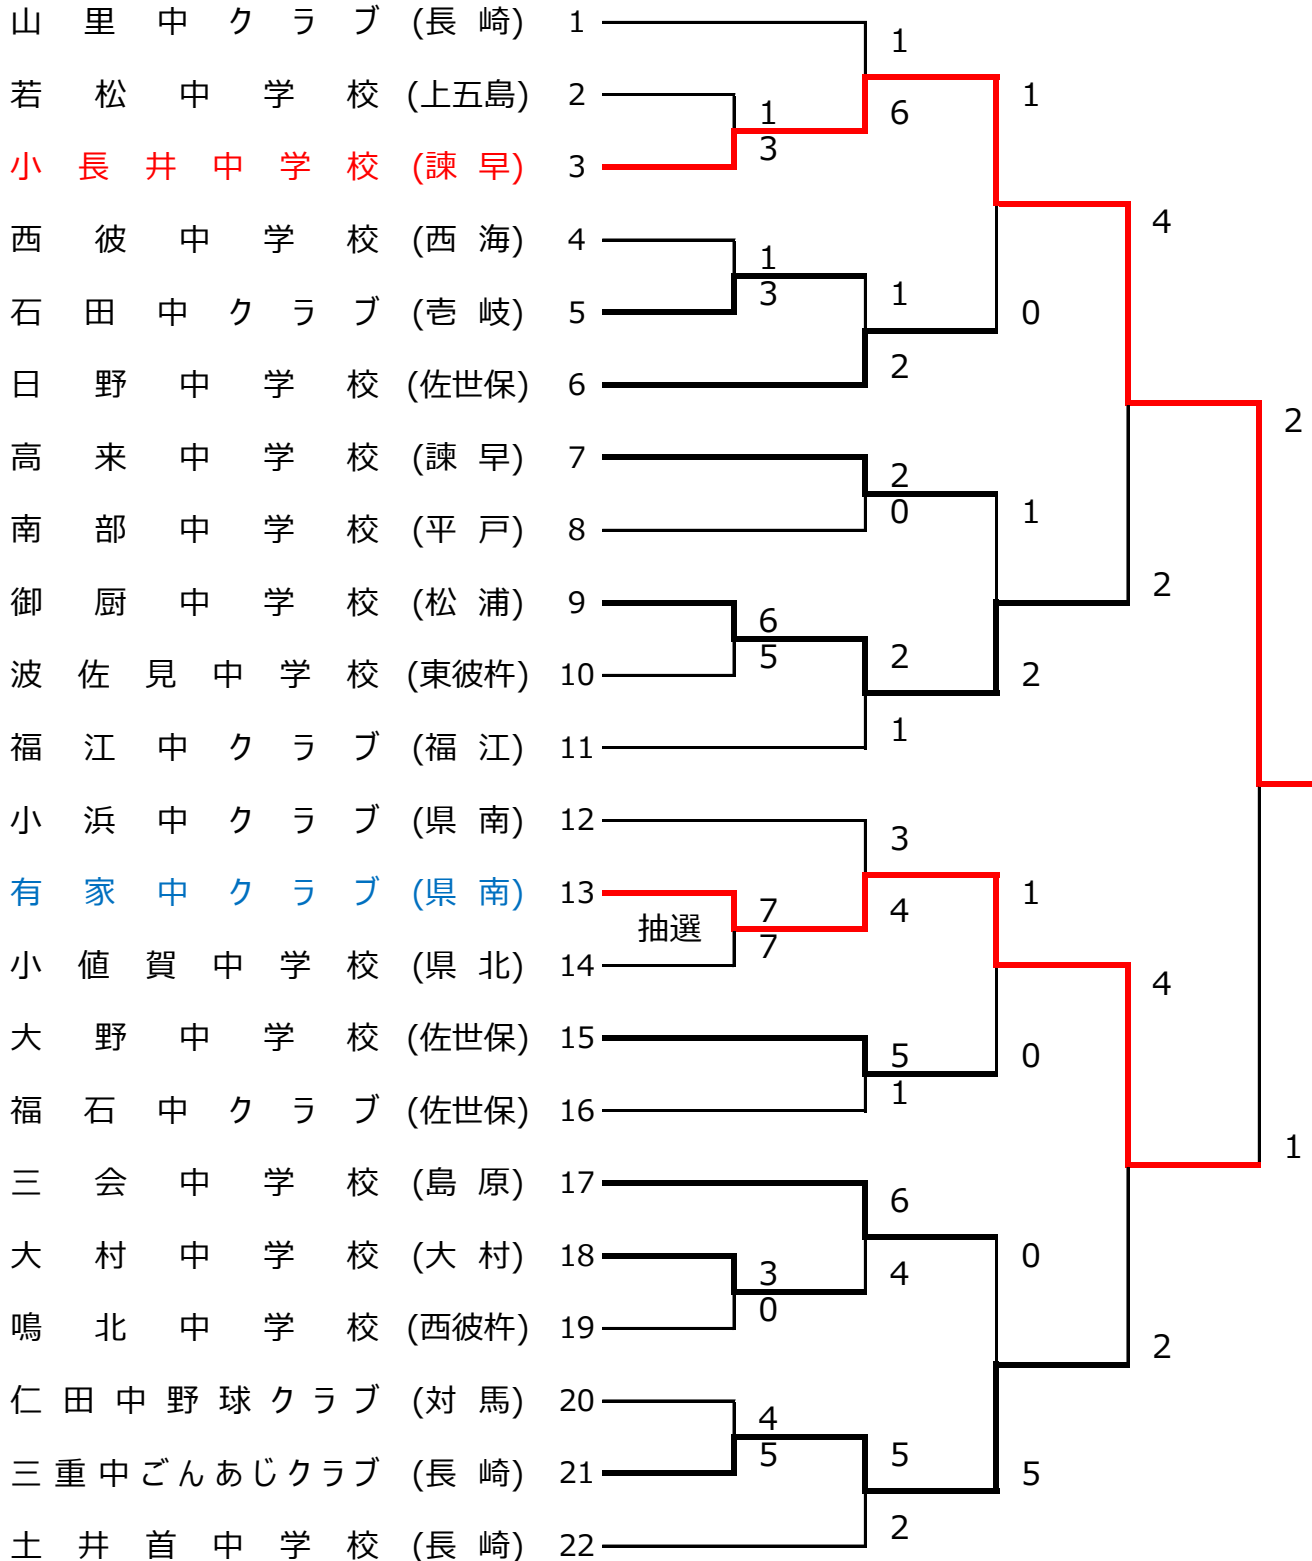 山里中クラブ (長崎) 1
1
若松中学校 (上五島) 2
1
6
1
3
小長井中学校 (諫早) 3
4
西彼中学校 (西海) 4
1
1
3
0
石田中クラブ (壱岐) 5
2
日野中学校 (佐世保) 6
2
高来中学校 (諫早) 7
2
0
1
南部中学校 (平戸) 8
2
御厨中学校 (松浦) 9
6
5
2
2
波佐見中学校 (東彼杵) 10
1
福江中クラブ (福江) 11
小浜中クラブ (県南) 12
3
有家中クラブ (県南) 13
1
7
4
抽選
7
小値賀中学校 (県北) 14
4
大野中学校 (佐世保) 15
5
0
1
福石中クラブ (佐世保) 16
1
三会中学校 (島原) 17
6
大村中学校 (大村) 18
0
3
4
0
鳴北中学校 (西彼杵) 19
2
仁田中野球クラブ (対馬) 20
4
5
5
三重中ごんあじクラブ (長崎) 21
5
2
土井首中学校 (長崎) 22